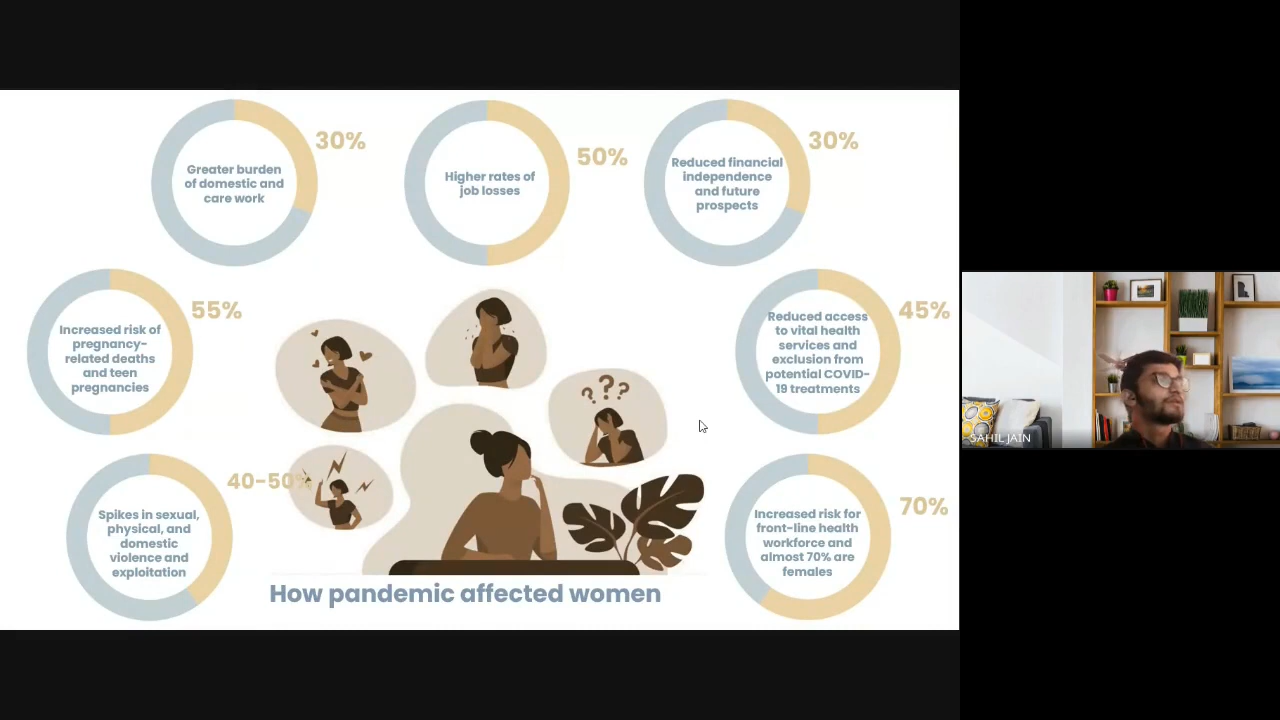 30%
Greater burden
of domestic and
care work
50%
Higher rates of
job losses
30%
Reduced financial
independence
and future
prospects
55%
Increased risk of
pregnancy-
related deaths
and teen
pregnancies
45%
Reduced access
to vital health
services and
exclusion from
potential COVID-
19 treatments
40-50%
Spikes in sexual,
physical, and
domestic
violence and
exploitation
???
70%
Increased risk for
front-line health
workforce and
almost 70% are
females
How pandemic affected women
SAHIL JAIN